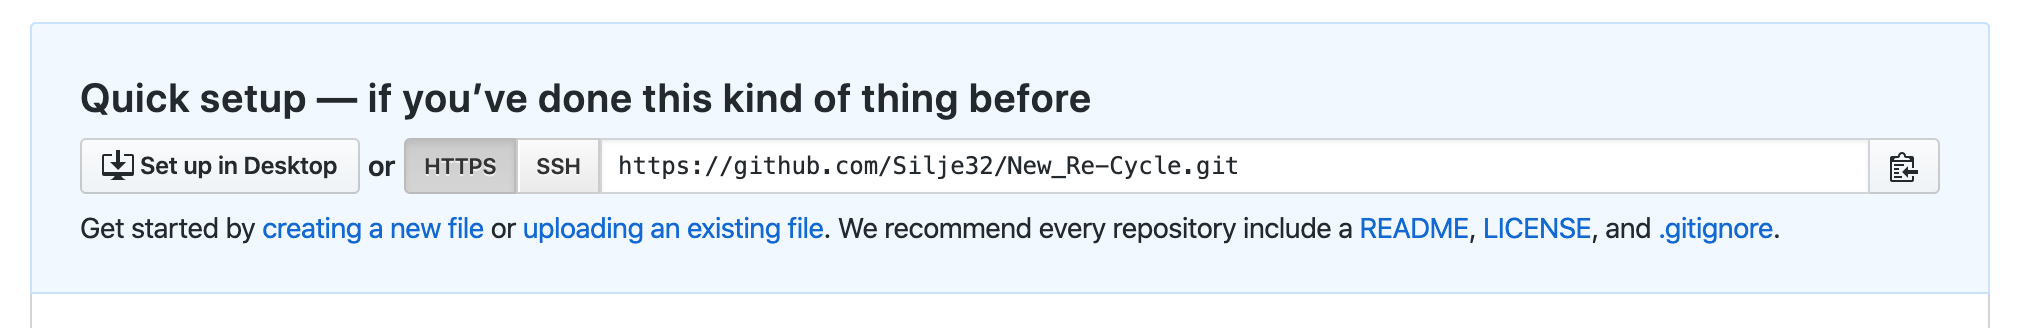 Quick setup — if you’ve done this kind of thing before
Set up in Desktop or HTTPS SSH https://github.com/Silje32/New_Re-Cycle.git
Get started by creating a new file or uploading an existing file. We recommend every repository include a README, LICENSE, and .gitignore.